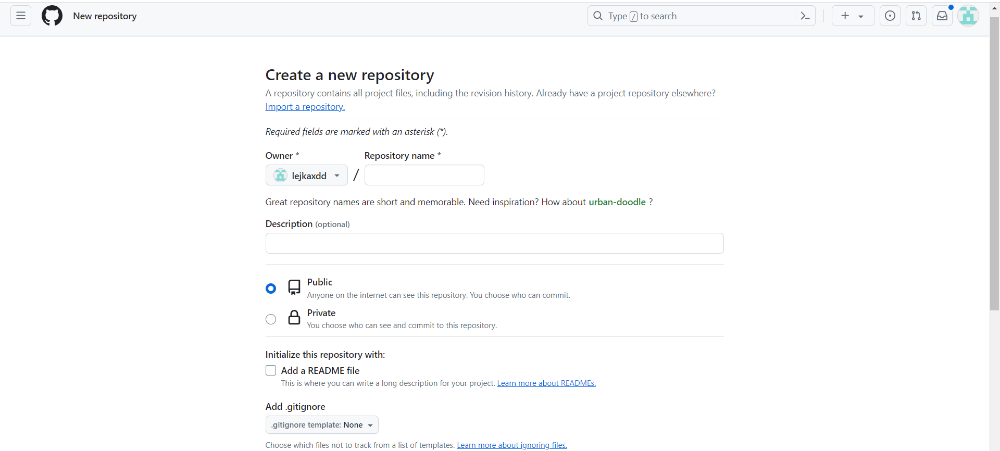 New repository
Type / to search
Create a new repository
A repository contains all project files, including the revision history. Already have a project repository elsewhere?
Import a repository.
Required fields are marked with an asterisk (*).
Owner * Repository name *
lejkaxdd /
Great repository names are short and memorable. Need inspiration? How about urban-doodle ?
Description (optional)
Public
Anyone on the internet can see this repository. You choose who can commit.
Private
You choose who can see and commit to this repository.
Initialize this repository with:
Add a README file
This is where you can write a long description for your project. Learn more about READMEs.
Add .gitignore
.gitignore template: None
Choose which files not to track from a list of templates. Learn more about ignoring files.